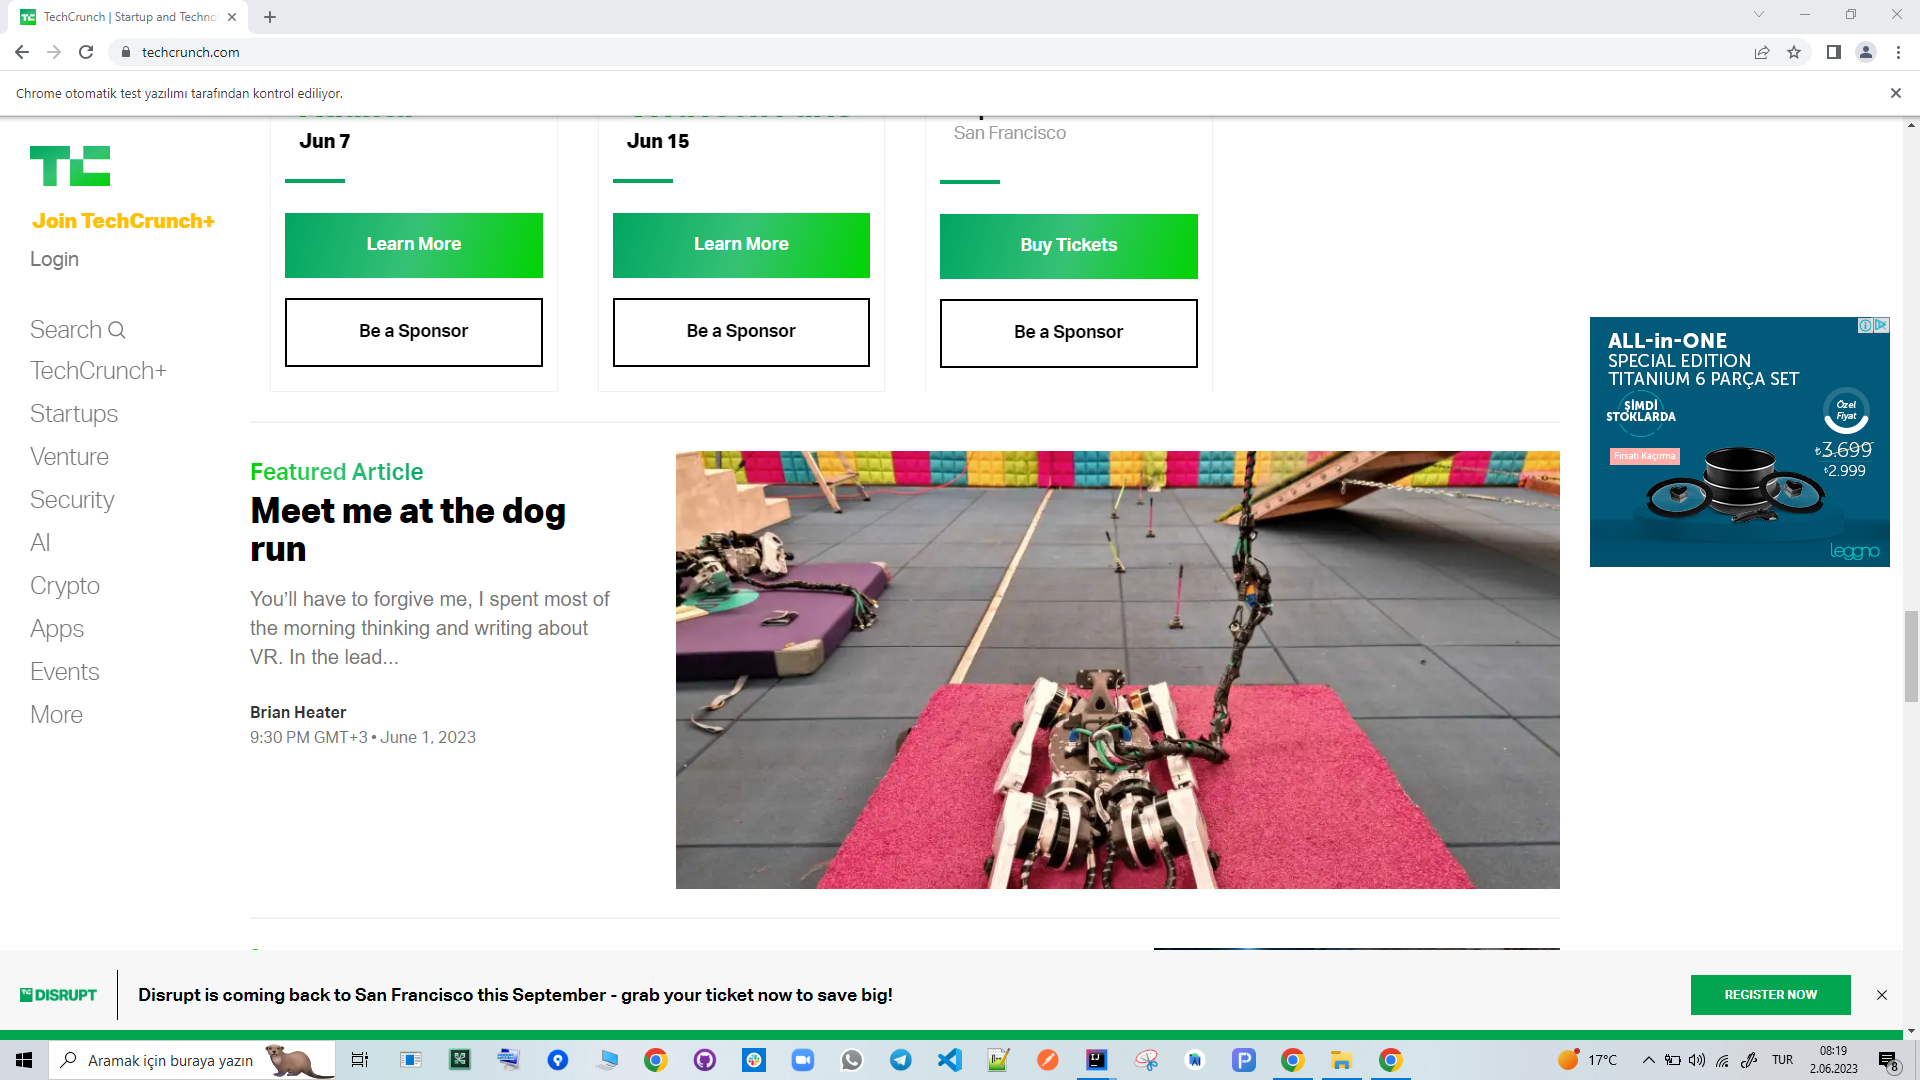 TechCrunch | Startup and Techno
techcrunch.com
Chrome otomatik test yazılımı tarafından kontrol ediliyor.
TC
Join TechCrunch+
Login
Search
TechCrunch+
Startups
Venture
Security
AI
Crypto
Apps
Events
More
Jun 7
Learn More
Be a Sponsor
Jun 15
Learn More
Be a Sponsor
San Francisco
Buy Tickets
Be a Sponsor
Featured Article
Meet me at the dog
run
You’ll have to forgive me, I spent most of
the morning thinking and writing about
VR. In the lead...
Brian Heater
9:30 PM GMT+3 • June 1, 2023
ALL-in-ONE
SPECIAL EDITION
TITANIUM 6 PARÇA SET
ŞİMDİ
STOKLARDA
Özel
Fiyat
Fırsatı Kaçırma
₺3.699
₺2.999
leggno
TC DISRUPT
Disrupt is coming back to San Francisco this September - grab your ticket now to save big!
REGISTER NOW
Aramak için buraya yazın
17°C
TUR
08:19
2.06.2023
8